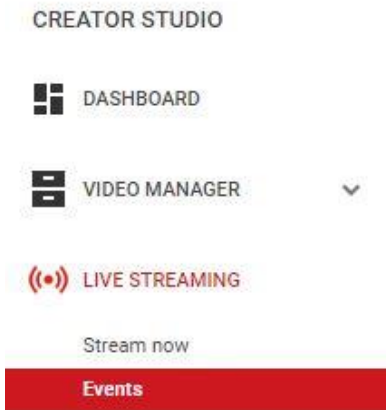 CREATOR STUDIO
DASHBOARD
VIDEO MANAGER
LIVE STREAMING
Stream now
Events